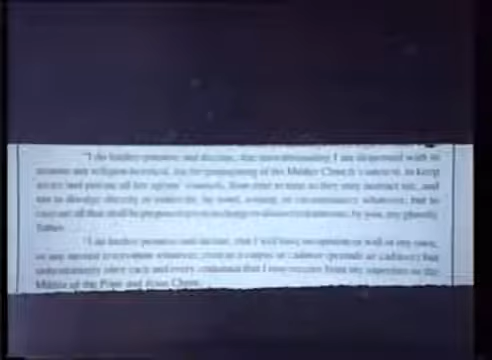 "I do further promise and declare, that notwithstanding I am dispensed with to
assume any religion heretical, for the propagating of the Mother Church's interest, to keep
secret and private all her agents' counsels, from time to time as they may instruct me, and
not to divulge directly or indirectly, by word, writing, or circumstances whatever; but to
execute all that shall be proposed given in charge or discovered unto me, by you, my ghostly
father
"I do further promise and declare, that I will have no opinion or will of my own,
or any mental reservation whatever, even as a corpse or cadaver (perinde ac cadaver) but
unhesitatingly obey each and every command that I may receive from my superiors in the
Militia of the Pope and Jesus Christ.